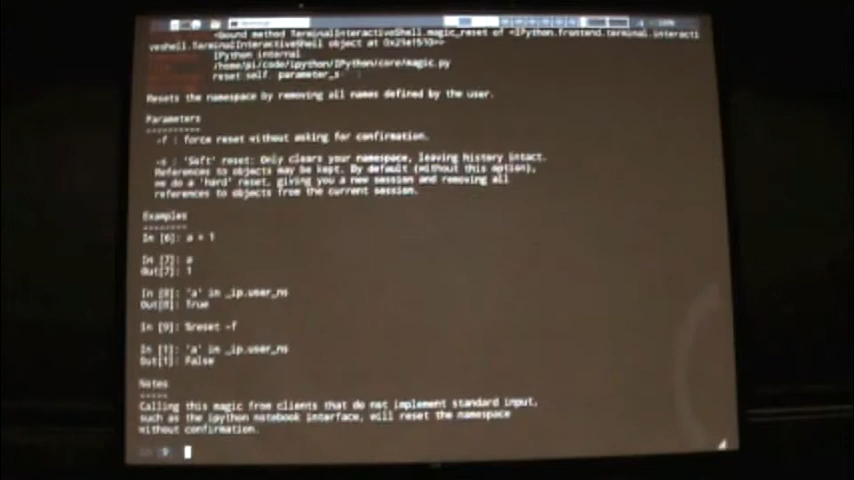 <bound method TerminalInteractiveShell.magic_reset of <IPython.frontend.terminal.interacti
veshell.TerminalInteractiveShell object at
IPython internal
/home/pi/code/ipython/IPython/core/magic.py
reset self, parameter_s
Resets the namespace by removing all names defined by the user.
Parameters
----------
-f : force reset without asking for confirmation.
-s : 'Soft' reset: Only clears your namespace, leaving history intact.
References to objects may be kept. By default (without this option),
we do a 'hard' reset, giving you a new session and removing all
references to objects from the current session.
Examples
--------
In [6]: a = 1
In [7]: a
Out[7]: 1
In [8]: 'a' in _ip.user_ns
Out[8]: True
In [9]: %reset -f
In [1]: 'a' in _ip.user_ns
Out[1]: False
Notes
-----
Calling this magic from clients that do not implement standard input,
such as the ipython notebook interface, will reset the namespace
without confirmation.
In [9]: